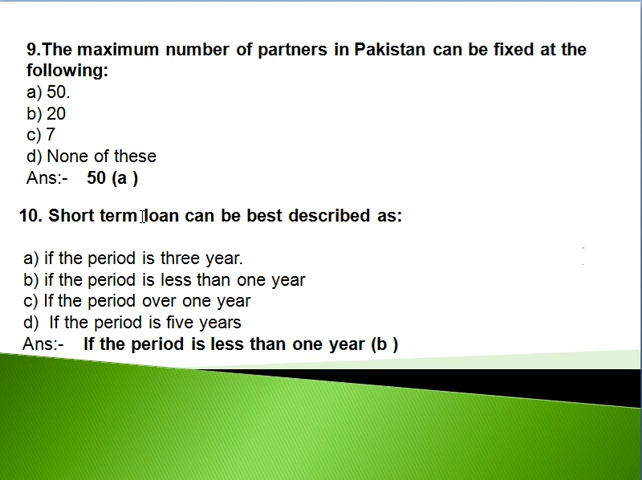 9.The maximum number of partners in Pakistan can be fixed at the
following:
a) 50.
b) 20
c) 7
d) None of these
Ans:- 50 (a )
10. Short term loan can be best described as:
a) if the period is three year.
b) if the period is less than one year
c) If the period over one year
d) If the period is five years
Ans:- If the period is less than one year (b )